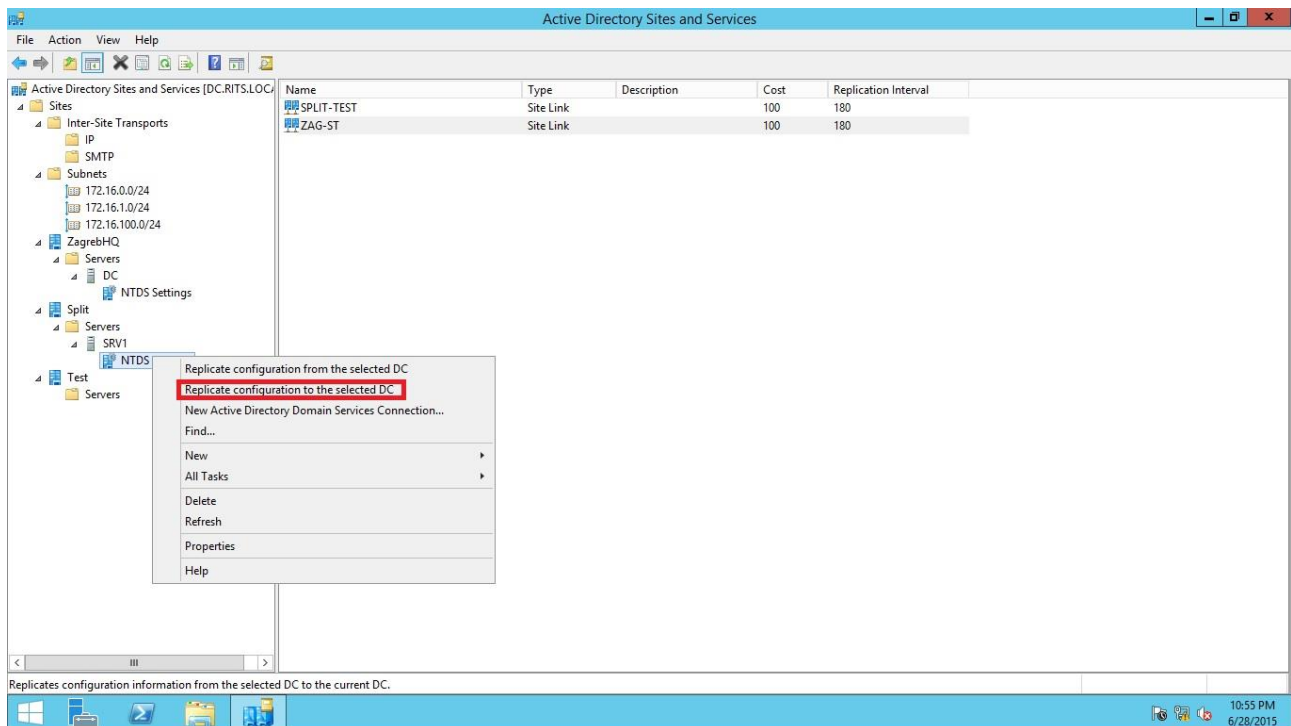 Active Directory Sites and Services
File Action View Help
Active Directory Sites and Services [DC.RITS.LOCA
Name Type Description Cost Replication Interval
Sites
SPLIT-TEST Site Link 100 180
Inter-Site Transports
ZAG-ST Site Link 100 180
IP
SMTP
Subnets
172.16.0.0/24
172.16.1.0/24
172.16.100.0/24
ZagrebHQ
Servers
DC
NTDS Settings
Split
Servers
SRV1
NTDS
Test
Servers
Replicate configuration from the selected DC
Replicate configuration to the selected DC
New Active Directory Domain Services Connection...
Find...
New
All Tasks
Delete
Refresh
Properties
Help
Replicates configuration information from the selected DC to the current DC.
10:55 PM
6/28/2015